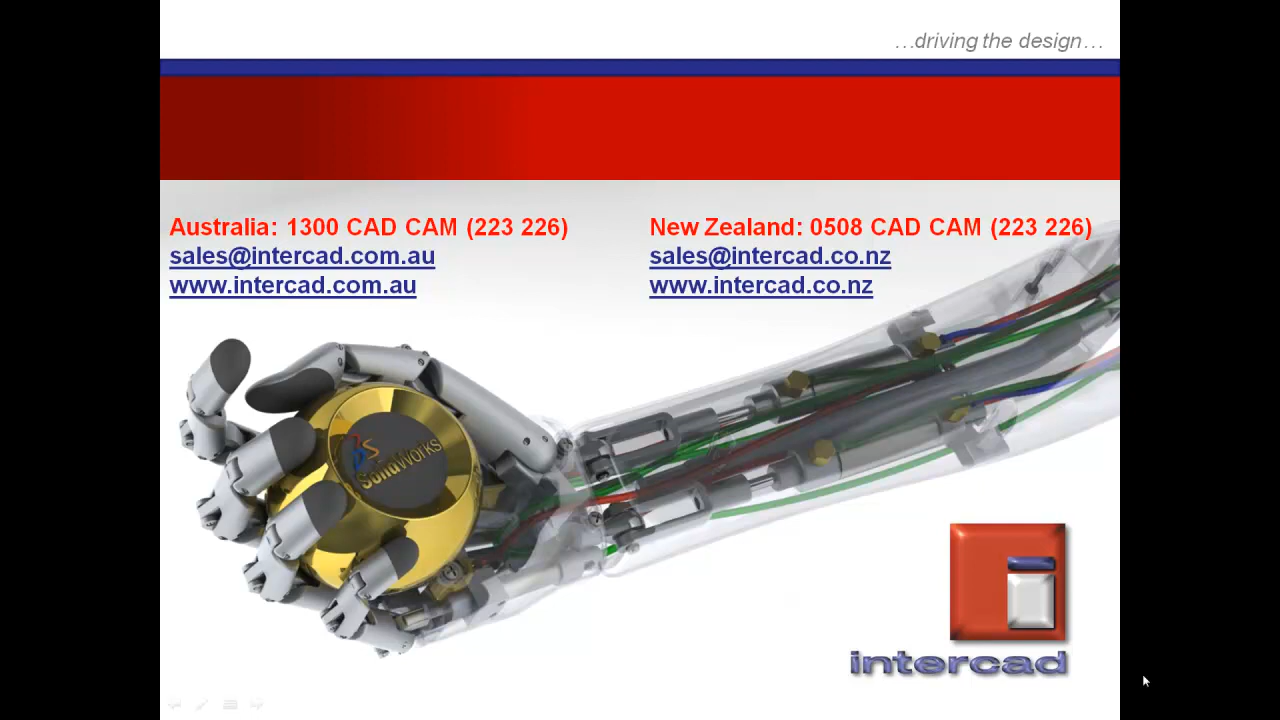 …driving the design…
Australia: 1300 CAD CAM (223 226)
sales@intercad.com.au
www.intercad.com.au
New Zealand: 0508 CAD CAM (223 226)
sales@intercad.co.nz
www.intercad.co.nz
SolidWorks
intercad